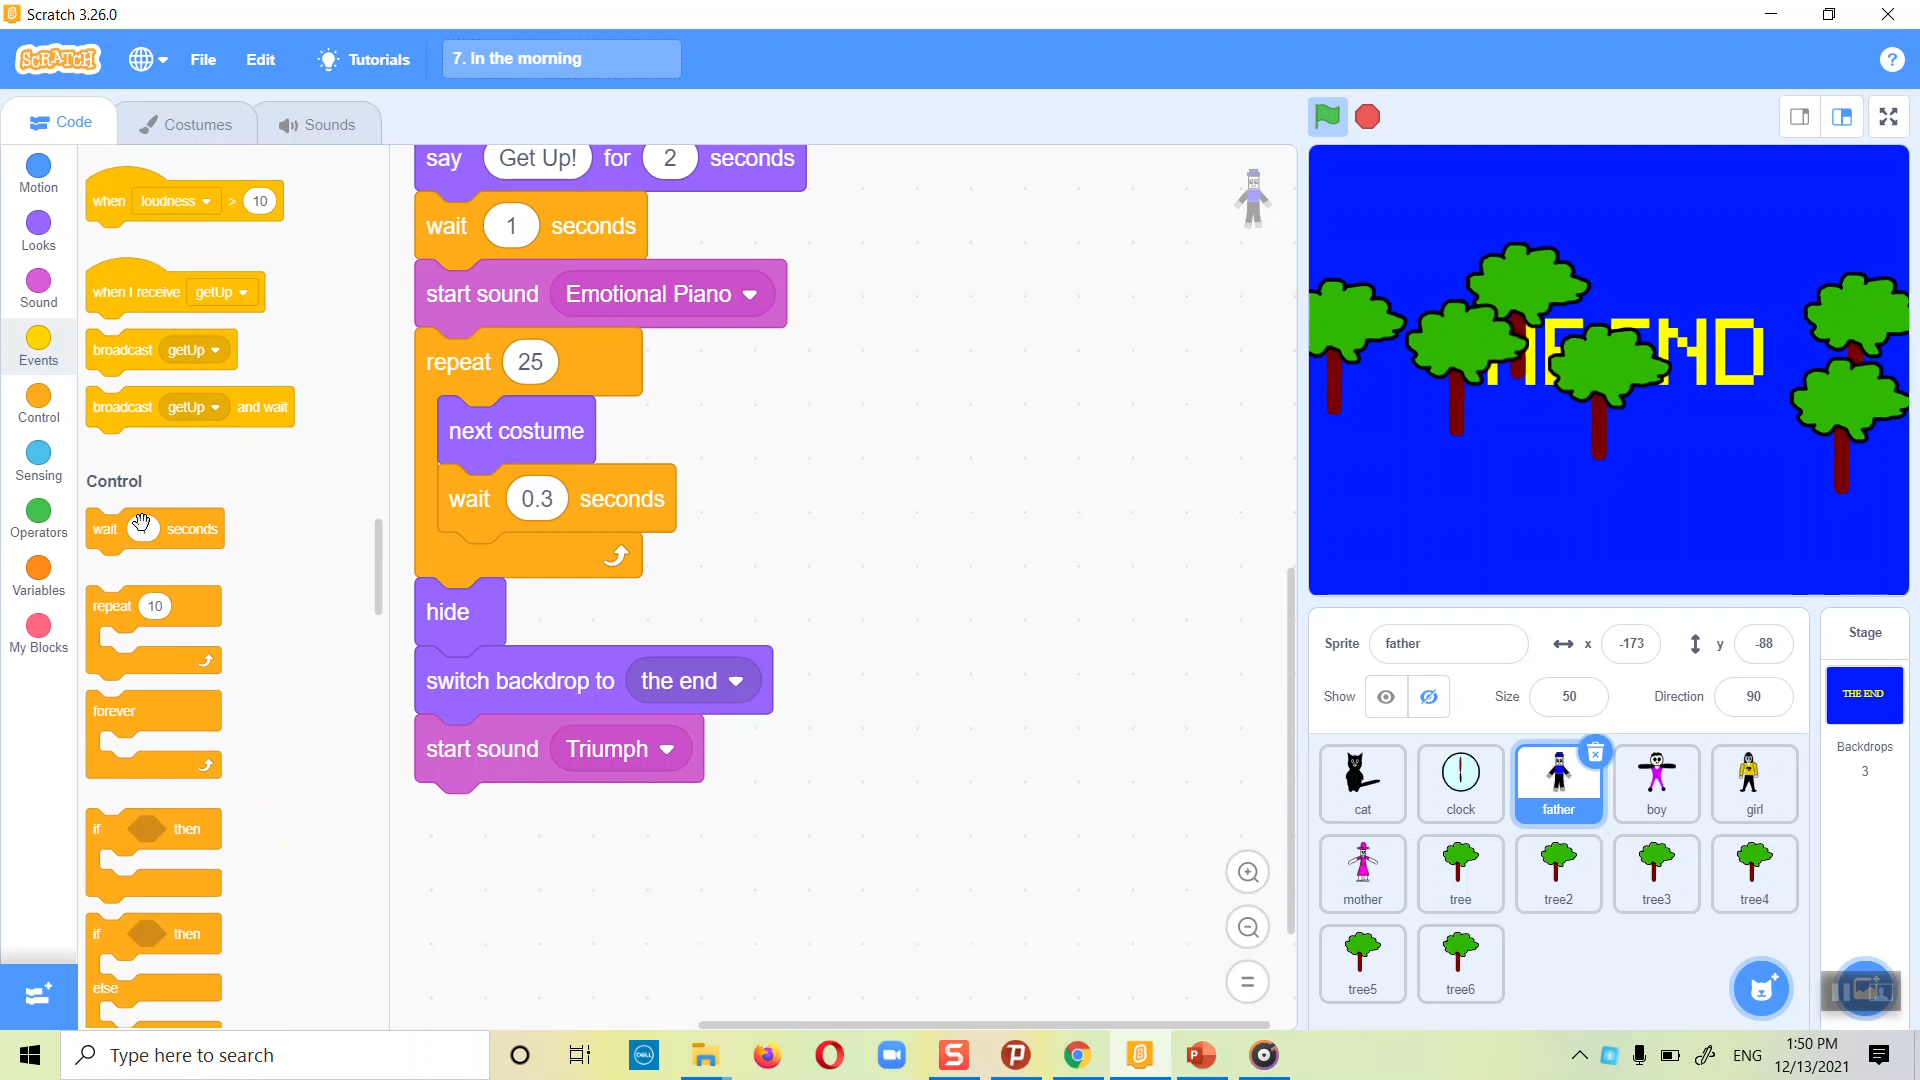 Scratch 3.26.0
SCRATCH File Edit Tutorials 7. In the morning ?
Code Costumes Sounds
Motion
Looks
Sound
Events
Control
Sensing
Operators
Variables
My Blocks
when loudness > 10
when I receive getUp
broadcast getUp
broadcast getUp and wait
Control
wait seconds
repeat 10
forever
if then
if then
else
say Get Up! for 2 seconds
wait 1 seconds
start sound Emotional Piano
repeat 25
next costume
wait 0.3 seconds
hide
switch backdrop to the end
start sound Triumph
END
Sprite father x -173 y -88
Show Size 50 Direction 90
cat clock father boy girl
mother tree tree2 tree3 tree4
tree5 tree6
Stage
THE END
Backdrops
3
Type here to search
DELL
ENG
1:50 PM
12/13/2021